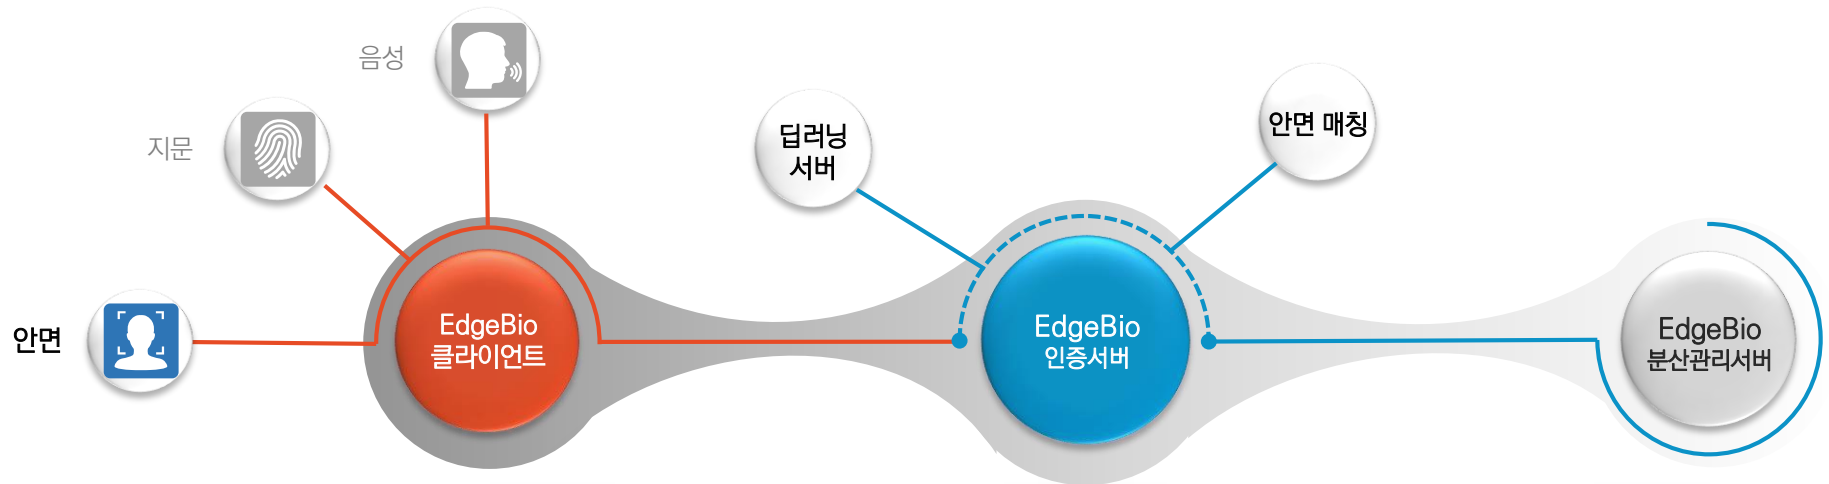 음성
지문
안면
EdgeBio
클라이언트
딥러닝
서버
EdgeBio
인증서버
안면 매칭
EdgeBio
분산관리서버